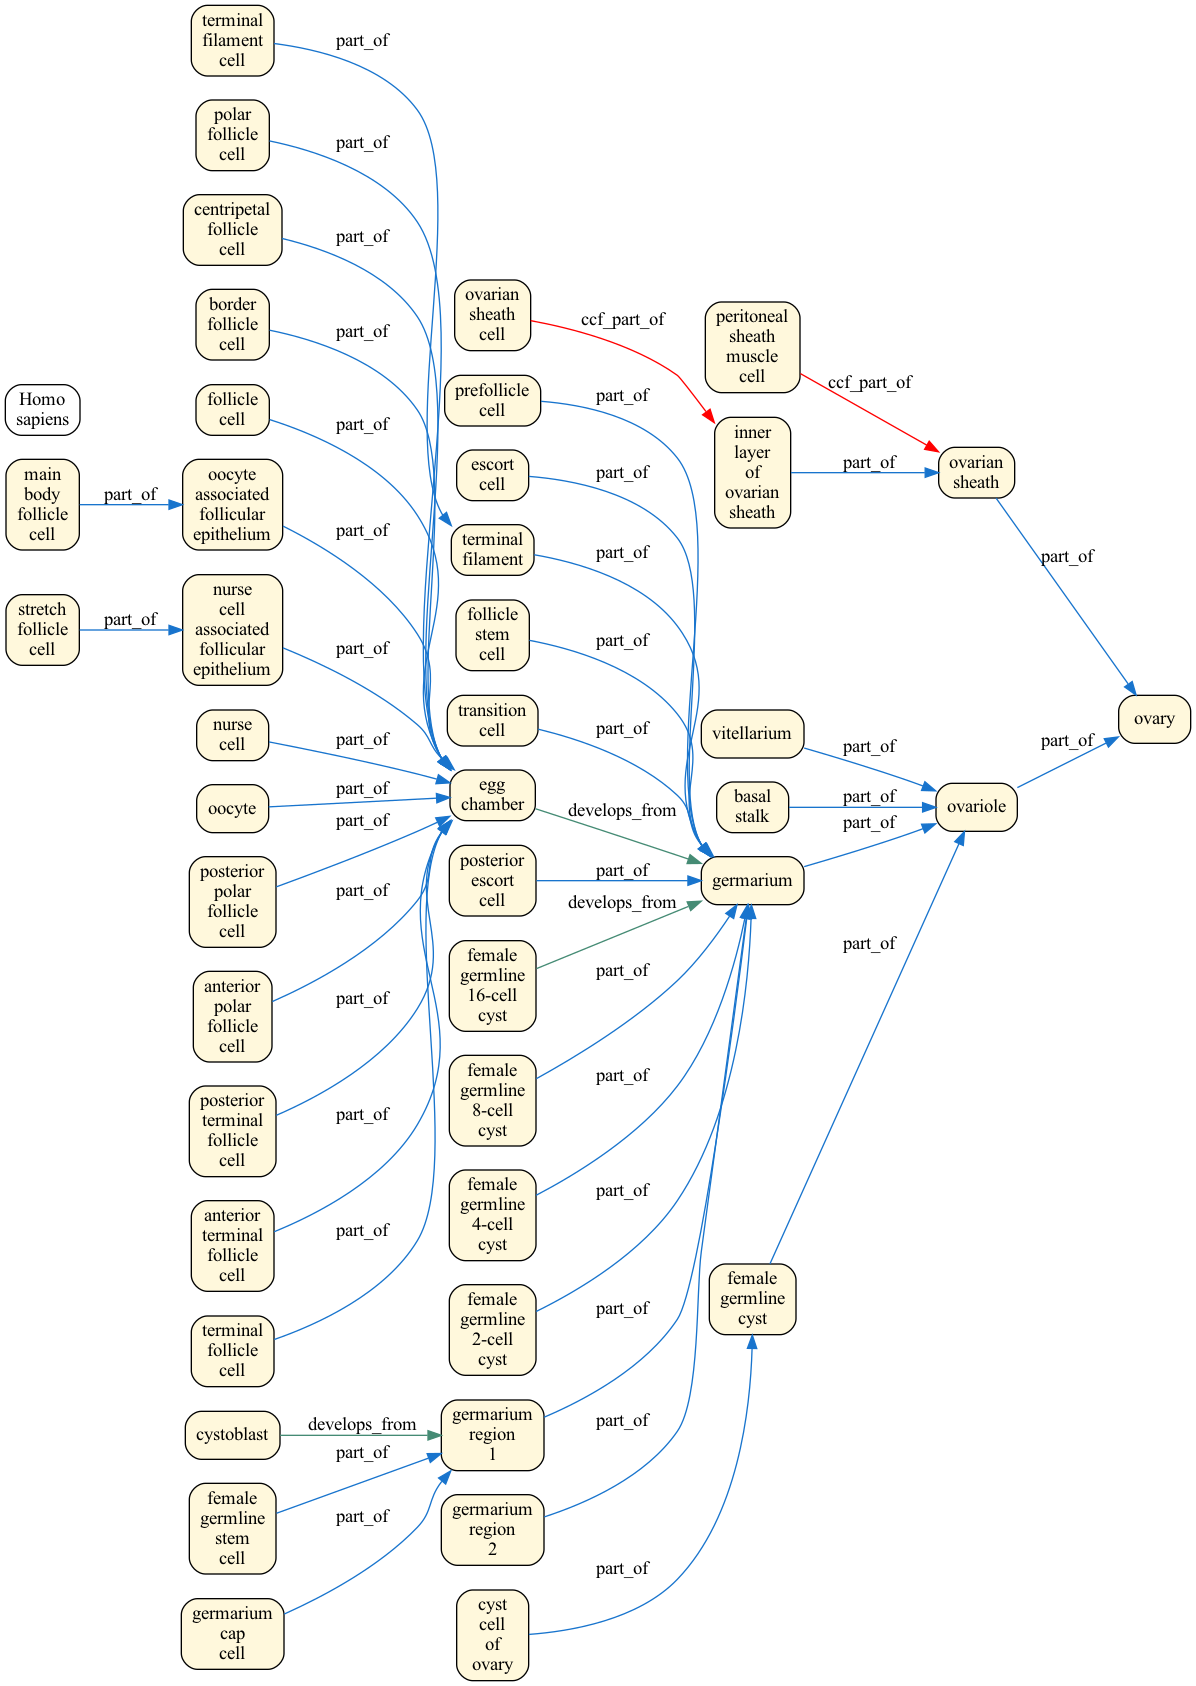 terminal
filament
cell
part_of
polar
follicle
cell
part_of
centripetal
follicle
cell
part_of
border
follicle
cell
part_of
follicle
cell
part_of
Homo
sapiens
main
body
follicle
cell
part_of
oocyte
associated
follicular
epithelium
part_of
stretch
follicle
cell
part_of
nurse
cell
associated
follicular
epithelium
part_of
nurse
cell
part_of
oocyte
part_of
posterior
polar
follicle
cell
part_of
anterior
polar
follicle
cell
part_of
posterior
terminal
follicle
cell
part_of
anterior
terminal
follicle
cell
part_of
terminal
follicle
cell
part_of
cystoblast
develops_from
female
germline
stem
cell
part_of
germarium
cap
cell
part_of
ovarian
sheath
cell
ccf_part_of
prefollicle
cell
part_of
escort
cell
part_of
terminal
filament
part_of
follicle
stem
cell
part_of
transition
cell
part_of
egg
chamber
develops_from
posterior
escort
cell
part_of
female
germline
16-cell
cyst
develops_from
female
germline
8-cell
cyst
part_of
female
germline
4-cell
cyst
part_of
female
germline
2-cell
cyst
part_of
germarium
region
1
part_of
germarium
region
2
part_of
cyst
cell
of
ovary
part_of
peritoneal
sheath
muscle
cell
ccf_part_of
inner
layer
of
ovarian
sheath
part_of
vitellarium
part_of
basal
stalk
part_of
germarium
part_of
female
germline
cyst
part_of
ovarian
sheath
part_of
ovariole
part_of
ovary